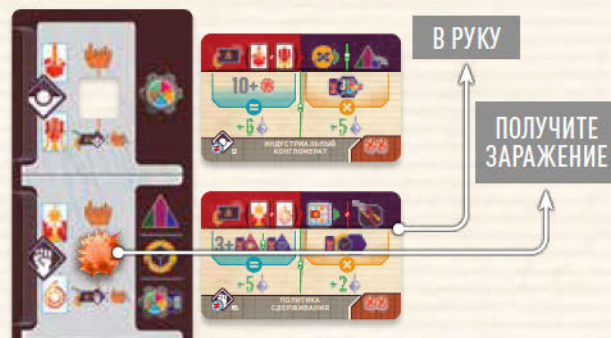 В РУКУ
10+
+6
+5
ИНДУСТРИАЛЬНЫЙ
КОНГЛОМЕРАТ
ПОЛУЧИТЕ
ЗАРАЖЕНИЕ
3+
+5
+2
ПОЛИТИКА
СДЕРЖИВАНИЯ